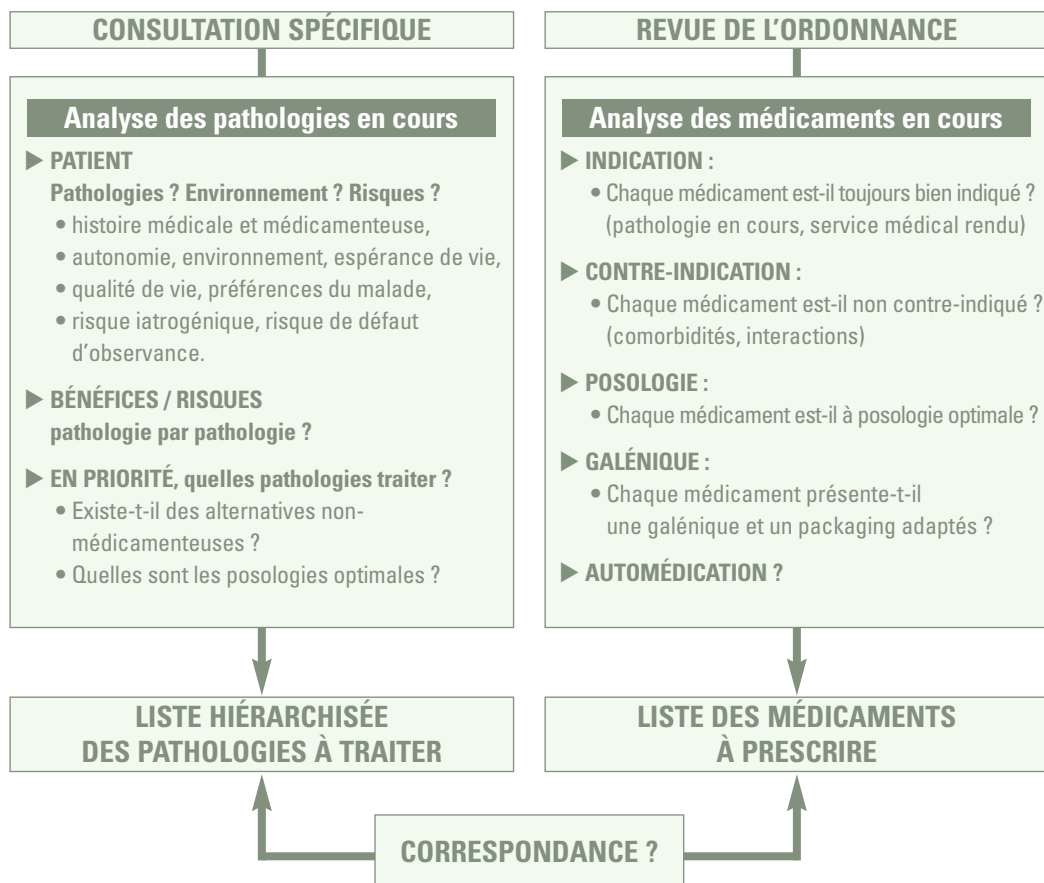 CONSULTATION SPÉCIFIQUE
Analyse des pathologies en cours
▶ PATIENT
Pathologies ? Environnement ? Risques ?
• histoire médicale et médicamenteuse,
• autonomie, environnement, espérance de vie,
• qualité de vie, préférences du malade,
• risque iatrogénique, risque de défaut
d’observance.
▶ BÉNÉFICES / RISQUES
pathologie par pathologie ?
▶ EN PRIORITÉ, quelles pathologies traiter ?
• Existe-t-il des alternatives non-
médicamenteuses ?
• Quelles sont les posologies optimales ?
LISTE HIÉRARCHISÉE
DES PATHOLOGIES À TRAITER
REVUE DE L’ORDONNANCE
Analyse des médicaments en cours
▶ INDICATION :
• Chaque médicament est-il toujours bien indiqué ?
(pathologie en cours, service médical rendu)
▶ CONTRE-INDICATION :
• Chaque médicament est-il non contre-indiqué ?
(comorbidités, interactions)
▶ POSOLOGIE :
• Chaque médicament est-il à posologie optimale ?
▶ GALÉNIQUE :
• Chaque médicament présente-t-il
une galénique et un packaging adaptés ?
▶ AUTOMÉDICATION ?
LISTE DES MÉDICAMENTS
À PRESCRIRE
CORRESPONDANCE ?